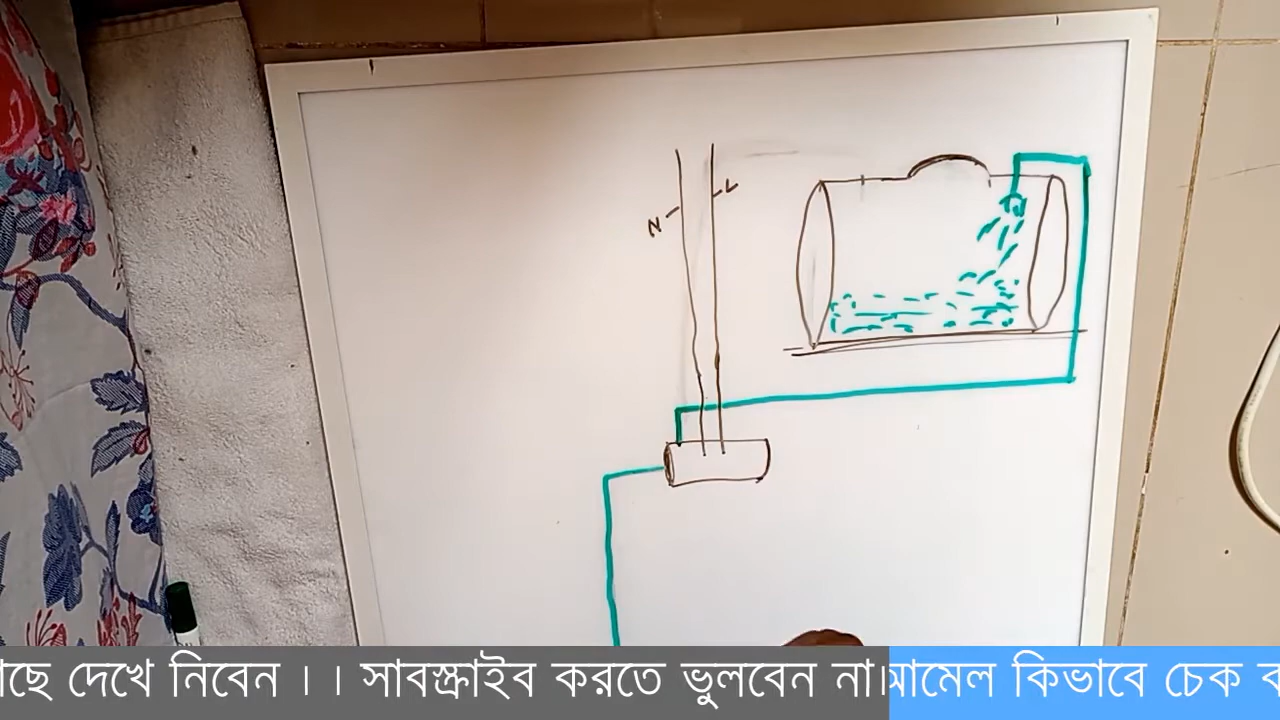 L
N
দেখে নিবেন । । সাবস্ক্রাইব করতে ভুলবেন না। কিভাবে চেক